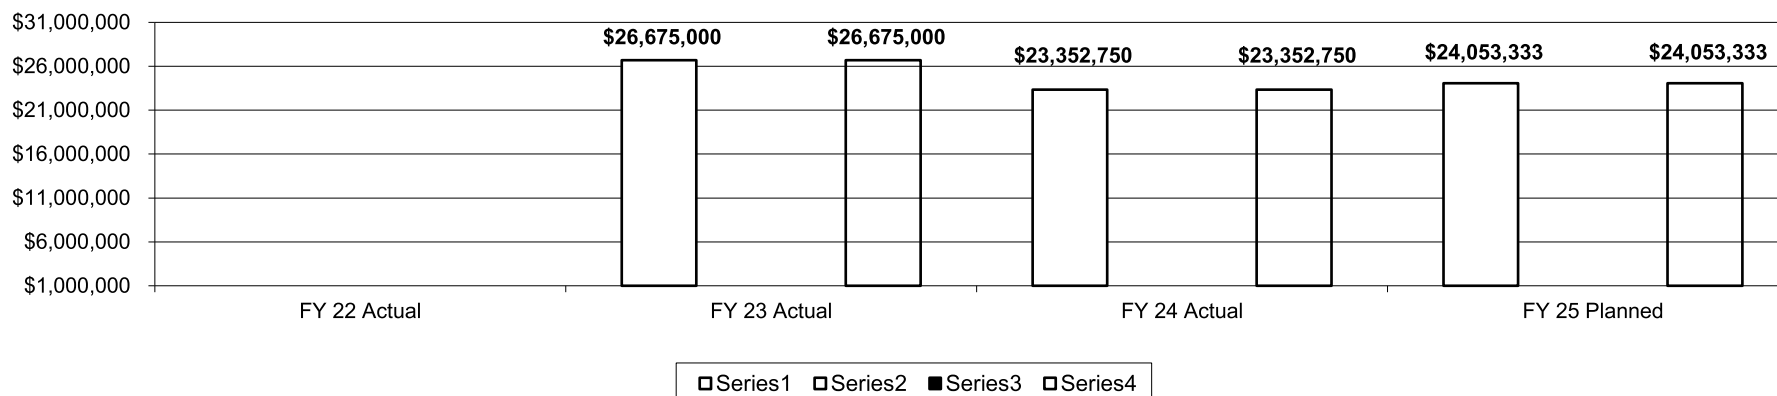 $31,000,000
$26,675,000 $26,675,000 $23,352,750 $23,352,750 $24,053,333 $24,053,333
$26,000,000
$21,000,000
$16,000,000
$11,000,000
$6,000,000
$1,000,000
FY 22 Actual FY 23 Actual FY 24 Actual FY 25 Planned
Series1 Series2 Series3 Series4